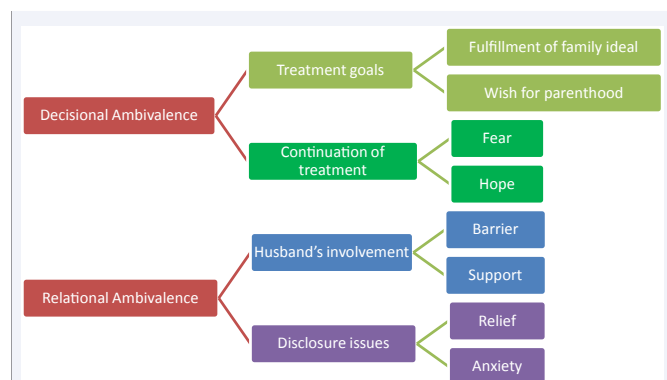 Decisional Ambivalence
Treatment goals
Fulfillment of family ideal
Wish for parenthood
Continuation of
treatment
Fear
Hope
Relational Ambivalence
Husband's involvement
Barrier
Support
Disclosure issues
Relief
Anxiety